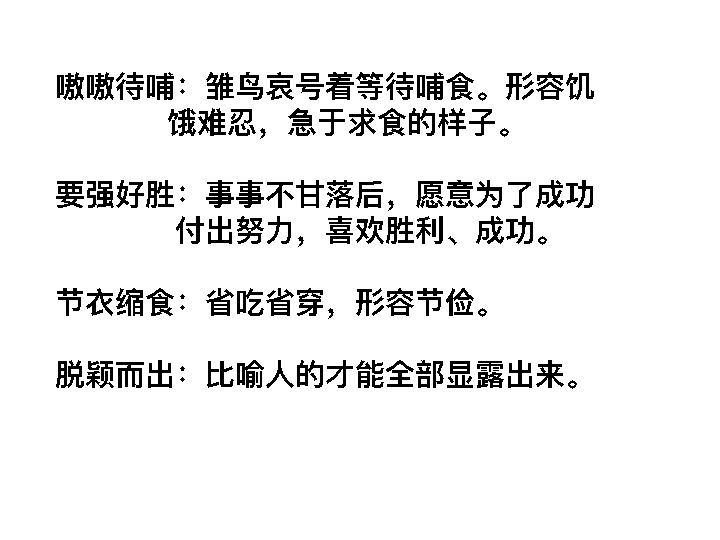 嗷嗷待哺：雏鸟哀号着等待哺食。形容饥
饿难忍，急于求食的样子。
要强好胜：事事不甘落后，愿意为了成功
付出努力，喜欢胜利、成功。
节衣缩食：省吃省穿，形容节俭。
脱颖而出：比喻人的才能全部显露出来。